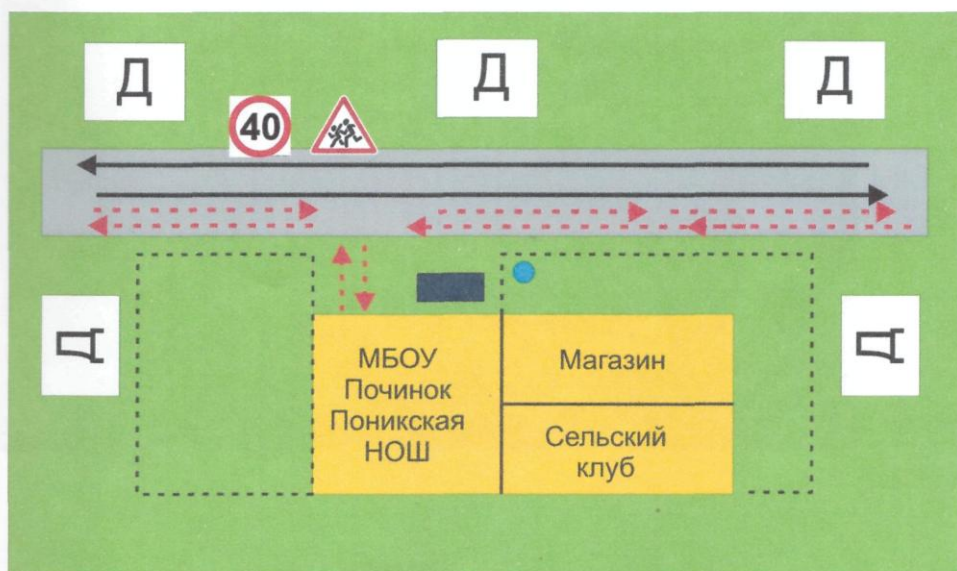 Д
Д
Д
40
Д
Д
МБОУ
Починок
Поникская
НОШ
Магазин
Сельский
клуб